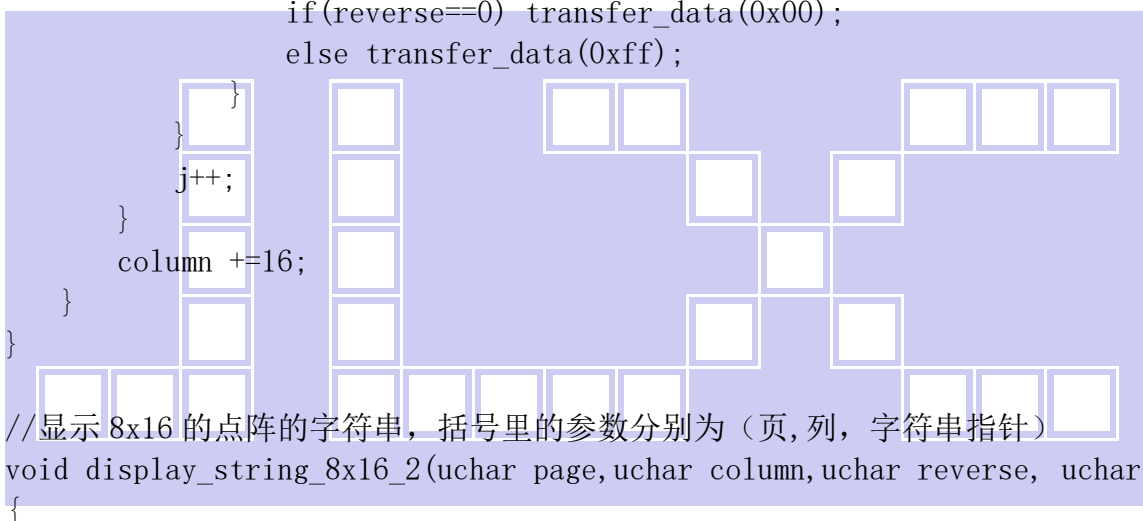 if(reverse==0) transfer_data(0x00);
else transfer_data(0xff);
}
}
j++;
}
column +=16;
}
}
//显示 8x16 的点阵的字符串，括号里的参数分别为（页,列，字符串指针）
void display_string_8x16_2(uchar page,uchar column,uchar reverse, uchar
{